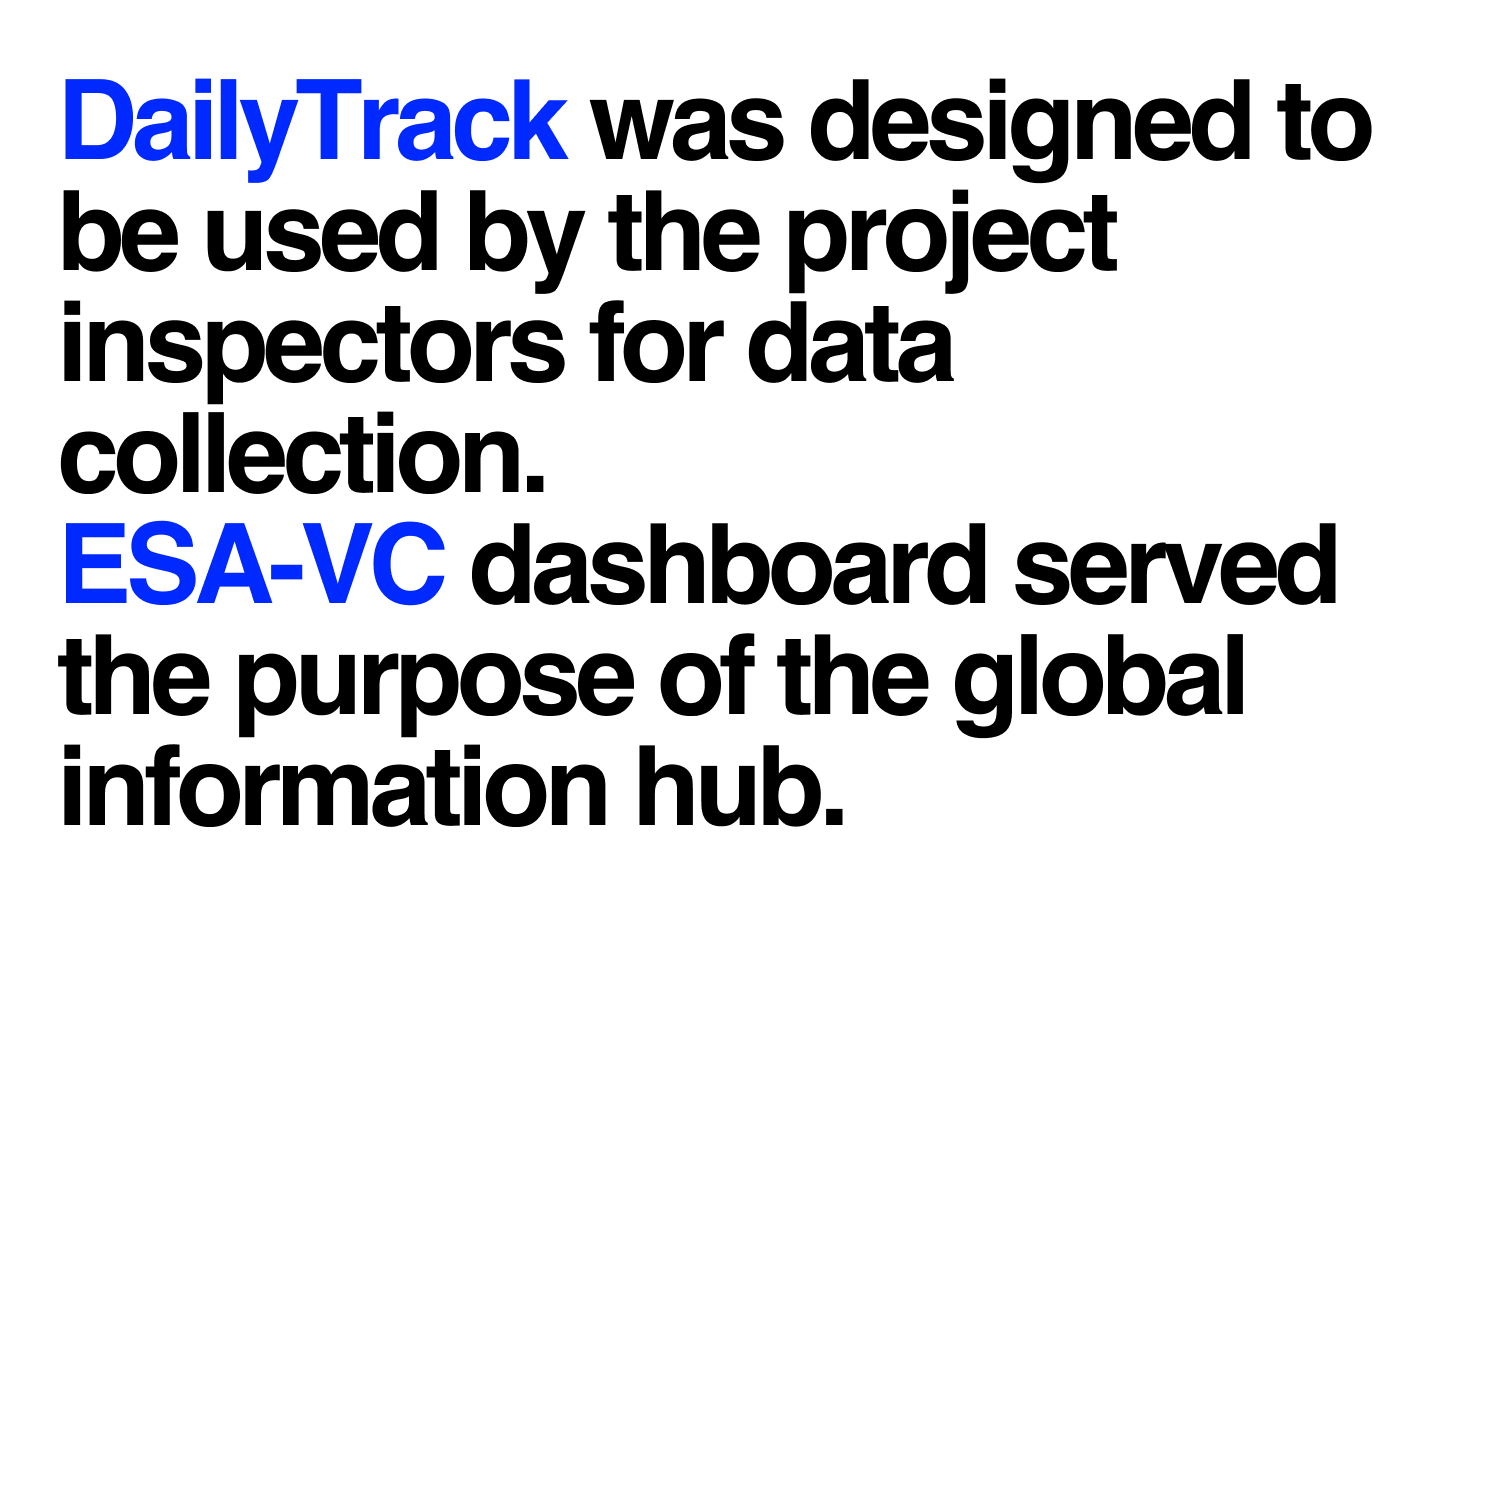 DailyTrack was designed to
be used by the project
inspectors for data
collection.
ESA-VC dashboard served
the purpose of the global
information hub.